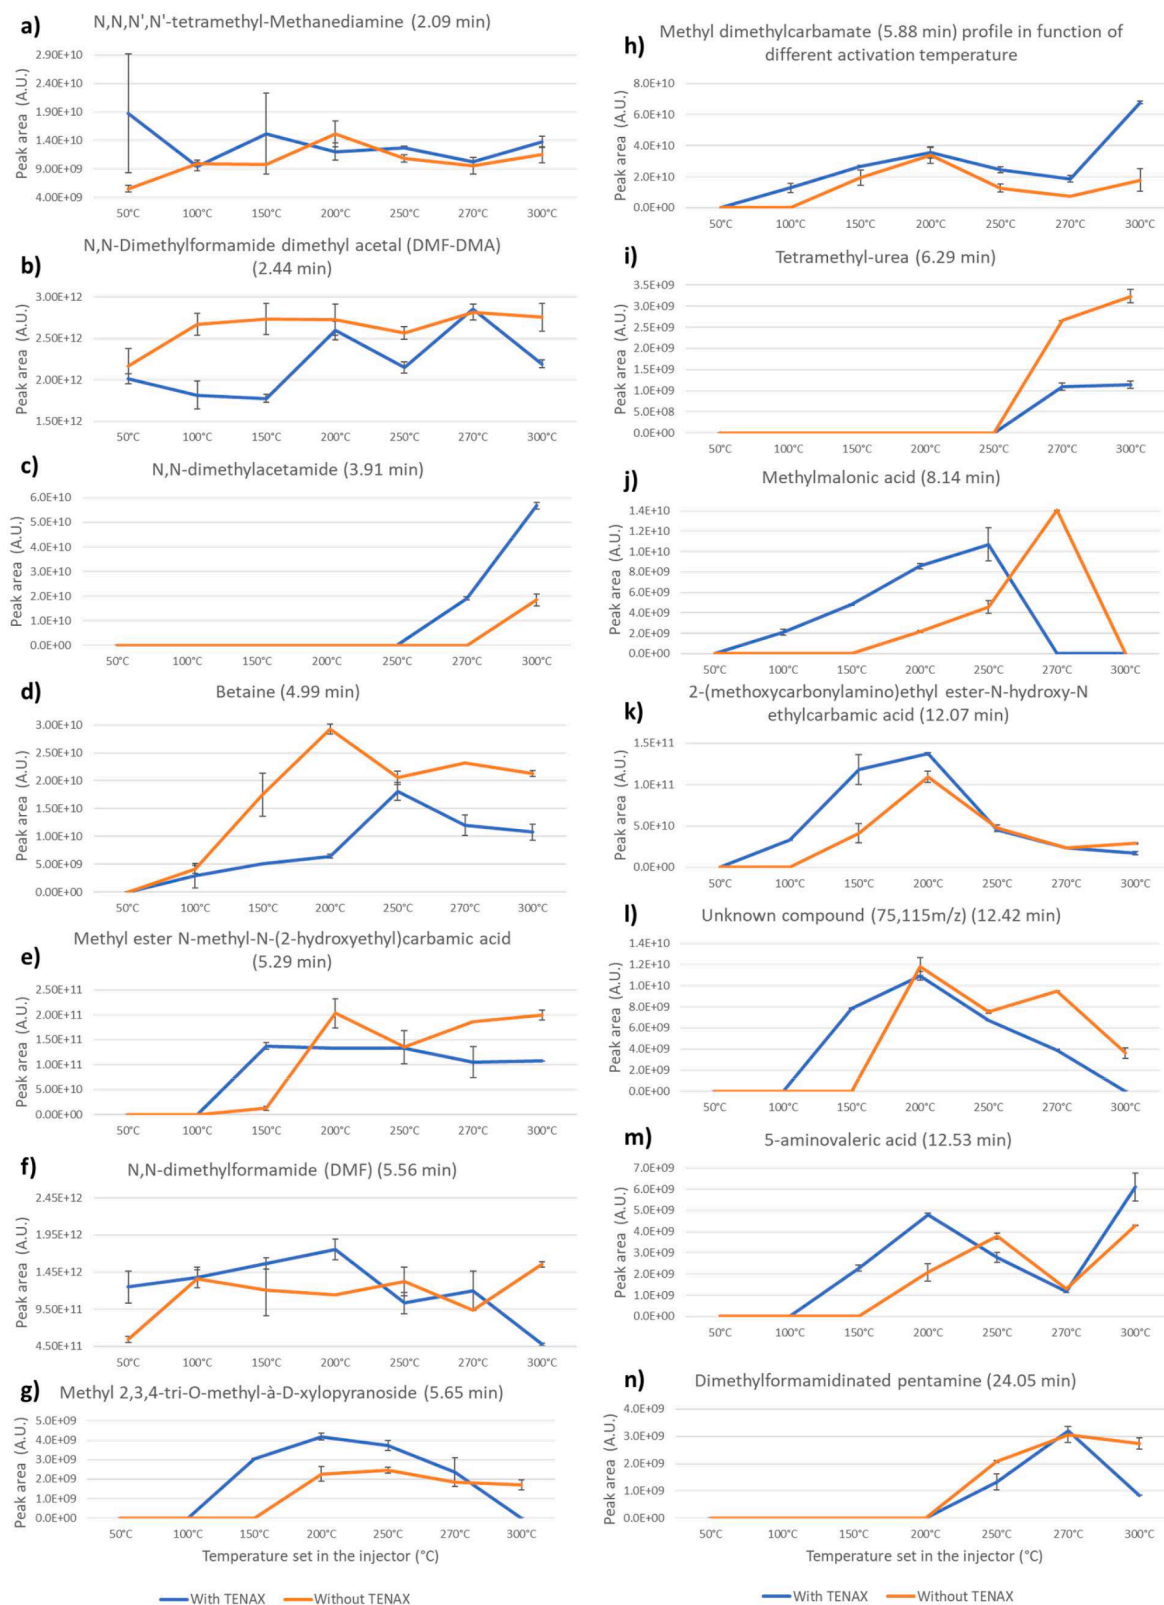 a)
N,N,N',N'-tetramethyl-Methanediamine (2.09 min)
Peak area (A.U.)
2.90E+10
2.40E+10
1.90E+10
1.40E+10
9.00E+09
4.00E+09
50°C 100°C 150°C 200°C 250°C 270°C 300°C
b)
N,N-Dimethylformamide dimethyl acetal (DMF-DMA)
(2.44 min)
Peak area (A.U.)
3.00E+12
2.50E+12
2.00E+12
1.50E+12
50°C 100°C 150°C 200°C 250°C 270°C 300°C
c)
N,N-dimethylacetamide (3.91 min)
Peak area (A.U.)
6.0E+10
5.0E+10
4.0E+10
3.0E+10
2.0E+10
1.0E+10
0.0E+00
50°C 100°C 150°C 200°C 250°C 270°C 300°C
d)
Betaine (4.99 min)
Peak area (A.U.)
3.00E+10
2.50E+10
2.00E+10
1.50E+10
1.00E+10
5.00E+09
0.00E+00
50°C 100°C 150°C 200°C 250°C 270°C 300°C
Methyl ester N-methyl-N-(2-hydroxyethyl)carbamic acid
e)
(5.29 min)
Peak area (A.U.)
2.50E+11
2.00E+11
1.50E+11
1.00E+11
5.00E+10
0.00E+00
50°C 100°C 150°C 200°C 250°C 270°C 300°C
f)
N,N-dimethylformamide (DMF) (5.56 min)
Peak area (A.U.)
2.45E+12
1.95E+12
1.45E+12
9.50E+11
4.50E+11
50°C 100°C 150°C 200°C 250°C 270°C 300°C
g)
Methyl 2,3,4-tri-O-methyl-à-D-xylopyranoside (5.65 min)
Peak area (A.U.)
5.0E+09
4.0E+09
3.0E+09
2.0E+09
1.0E+09
0.0E+00
50°C 100°C 150°C 200°C 250°C 270°C 300°C
Temperature set in the injector (°C)
With TENAX Without TENAX
h)
Methyl dimethylcarbamate (5.88 min) profile in function of
different activation temperature
Peak area (A.U.)
8.0E+10
6.0E+10
4.0E+10
2.0E+10
0.0E+00
50°C 100°C 150°C 200°C 250°C 270°C 300°C
i)
Tetramethyl-urea (6.29 min)
Peak area (A.U.)
3.5E+09
3.0E+09
2.5E+09
2.0E+09
1.5E+09
1.0E+09
5.0E+08
0.0E+00
50°C 100°C 150°C 200°C 250°C 270°C 300°C
j)
Methylmalonic acid (8.14 min)
Peak area (A.U.)
1.4E+10
1.2E+10
1.0E+10
8.0E+09
6.0E+09
4.0E+09
2.0E+09
0.0E+00
50°C 100°C 150°C 200°C 250°C 270°C 300°C
2-(methoxycarbonylamino)ethyl ester-N-hydroxy-N
k)
ethylcarbamic acid (12.07 min)
Peak area (A.U.)
1.5E+11
1.0E+11
5.0E+10
0.0E+00
50°C 100°C 150°C 200°C 250°C 270°C 300°C
l)
Unknown compound (75,115m/z) (12.42 min)
Peak area (A.U.)
1.4E+10
1.2E+10
1.0E+10
8.0E+09
6.0E+09
4.0E+09
2.0E+09
0.0E+00
50°C 100°C 150°C 200°C 250°C 270°C 300°C
m)
5-aminovaleric acid (12.53 min)
Peak area (A.U.)
7.0E+09
6.0E+09
5.0E+09
4.0E+09
3.0E+09
2.0E+09
1.0E+09
0.0E+00
50°C 100°C 150°C 200°C 250°C 270°C 300°C
n)
Dimethylformamidinated pentamine (24.05 min)
Peak area (A.U.)
4.0E+09
3.0E+09
2.0E+09
1.0E+09
0.0E+00
50°C 100°C 150°C 200°C 250°C 270°C 300°C
Temperature set in the injector (°C)
With TENAX Without TENAX